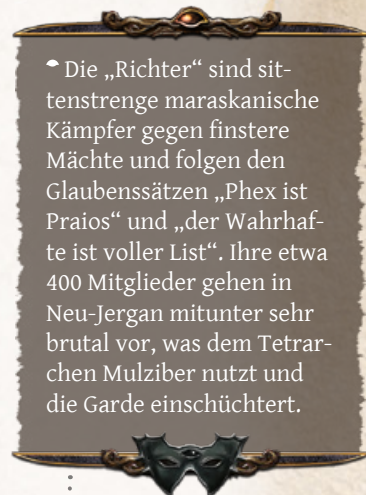 Die „Richter“ sind sit-
tenstrenge maraskanische
Kämpfer gegen finstere
Mächte und folgen den
Glaubenssätzen „Phex ist
Praios“ und „der Wahrhaf-
te ist voller List“. Ihre etwa
400 Mitglieder gehen in
Neu-Jergan mitunter sehr
brutal vor, was dem Tetrar-
chen Mulziber nutzt und
die Garde einschüchtert.